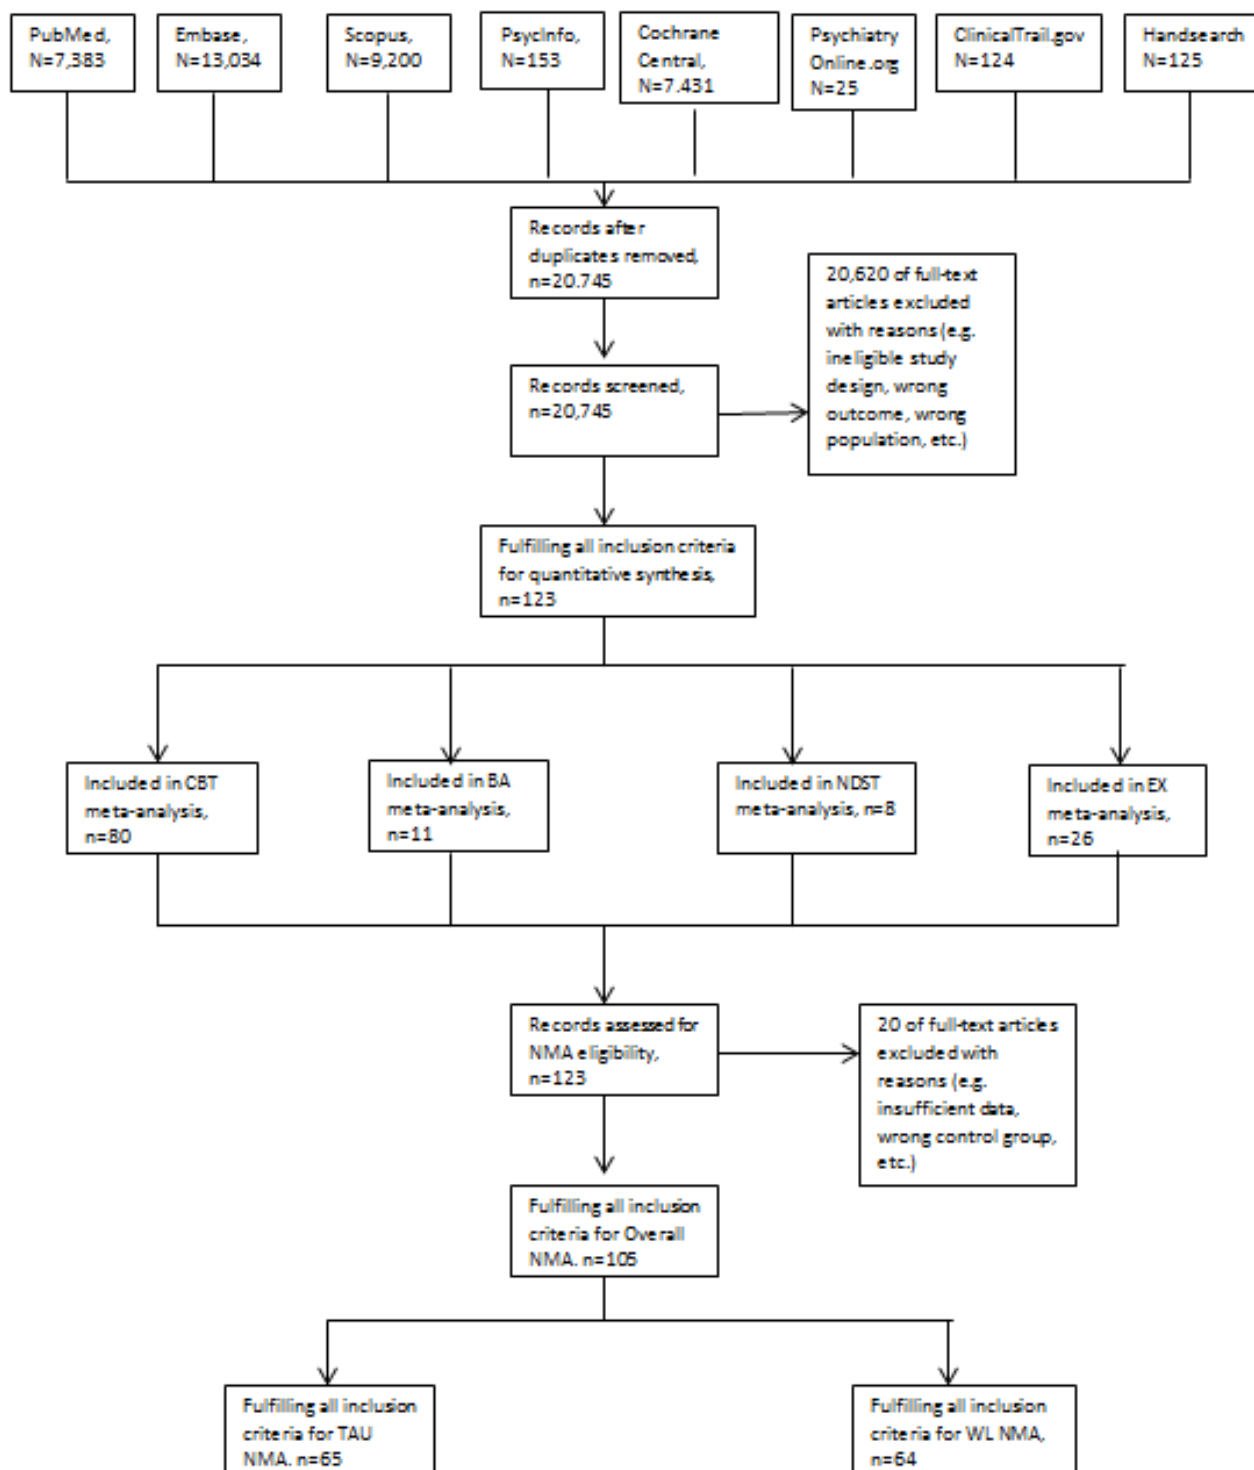 PubMed,
N=7,383
Embase,
N=13,034
Scopus,
N=9,200
PsycInfo,
N=153
Cochrane
Central,
N=7.431
Psychiatry
Online.org
N=25
ClinicalTrail.gov
N=124
Handsearch
N=125
Records after
duplicates removed,
n=20.745
20,620 of full-text
articles excluded
with reasons (e.g.
ineligible study
design, wrong
outcome, wrong
population, etc.)
Records screened,
n=20,745
Fulfilling all inclusion criteria
for quantitative synthesis,
n=123
Included in CBT
meta-analysis,
n=80
Included in BA
meta-analysis,
n=11
Included in NDST
meta-analysis, n=8
Included in EX
meta-analysis,
n=26
Records assessed for
NMA eligibility,
n=123
20 of full-text articles
excluded with
reasons (e.g.
insufficient data,
wrong control group,
etc.)
Fulfilling all inclusion
criteria for Overall
NMA. n=105
Fulfilling all inclusion
criteria for TAU
NMA. n=65
Fulfilling all inclusion
criteria for WL NMA,
n=64